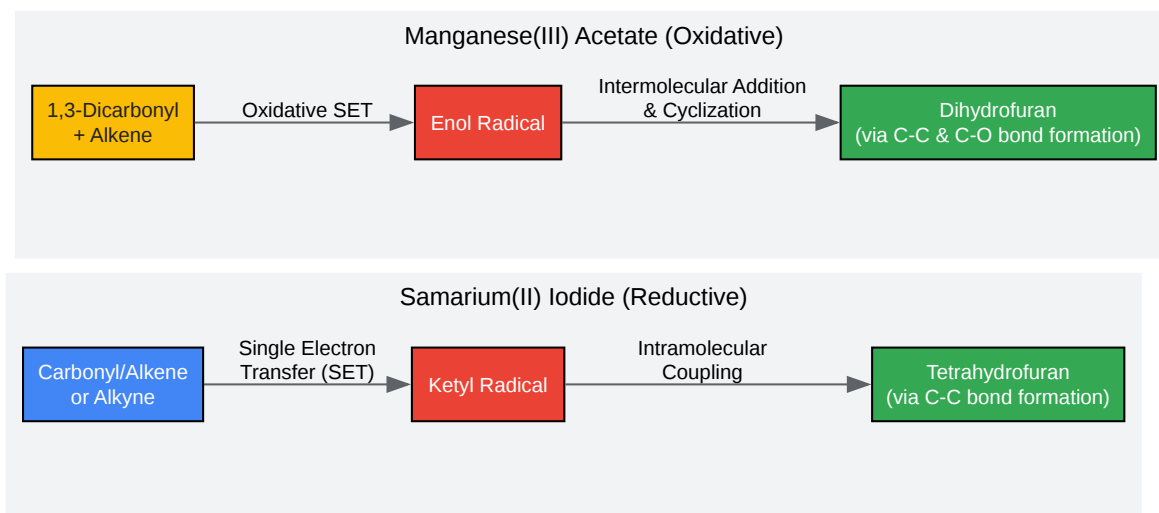 Manganese(III) Acetate (Oxidative)
1,3-Dicarbonyl
+ Alkene
Oxidative SET
Enol Radical
Intermolecular Addition
& Cyclization
Dihydrofuran
(via C-C & C-O bond formation)
Samarium(II) Iodide (Reductive)
Carbonyl/Alkene
or Alkyne
Single Electron
Transfer (SET)
Ketyl Radical
Intramolecular
Coupling
Tetrahydrofuran
(via C-C bond formation)